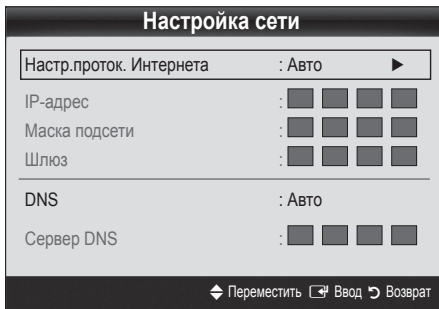 Настройка сети
Настр.проток. Интернета : Авто ►
IP-адрес :
Маска подсети :
Шлюз :
DNS : Авто
Сервер DNS :
Переместить Ввод Возврат